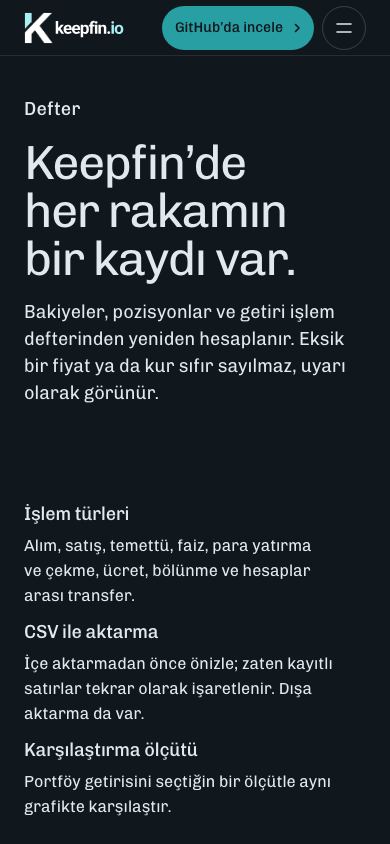 keepfin.io
GitHub’da incele
Defter
Keepfin’de
her rakamın
bir kaydı var.
Bakiyeler, pozisyonlar ve getiri işlem
defterinden yeniden hesaplanır. Eksik
bir fiyat ya da kur sıfır sayılmaz, uyarı
olarak görünür.
İşlem türleri
Alım, satış, temettü, faiz, para yatırma
ve çekme, ücret, bölünme ve hesaplar
arası transfer.
CSV ile aktarma
İçe aktarmadan önce önizle; zaten kayıtlı
satırlar tekrar olarak işaretlenir. Dışa
aktarma da var.
Karşılaştırma ölçütü
Portföy getirisini seçtiğin bir ölçütle aynı
grafikte karşılaştır.